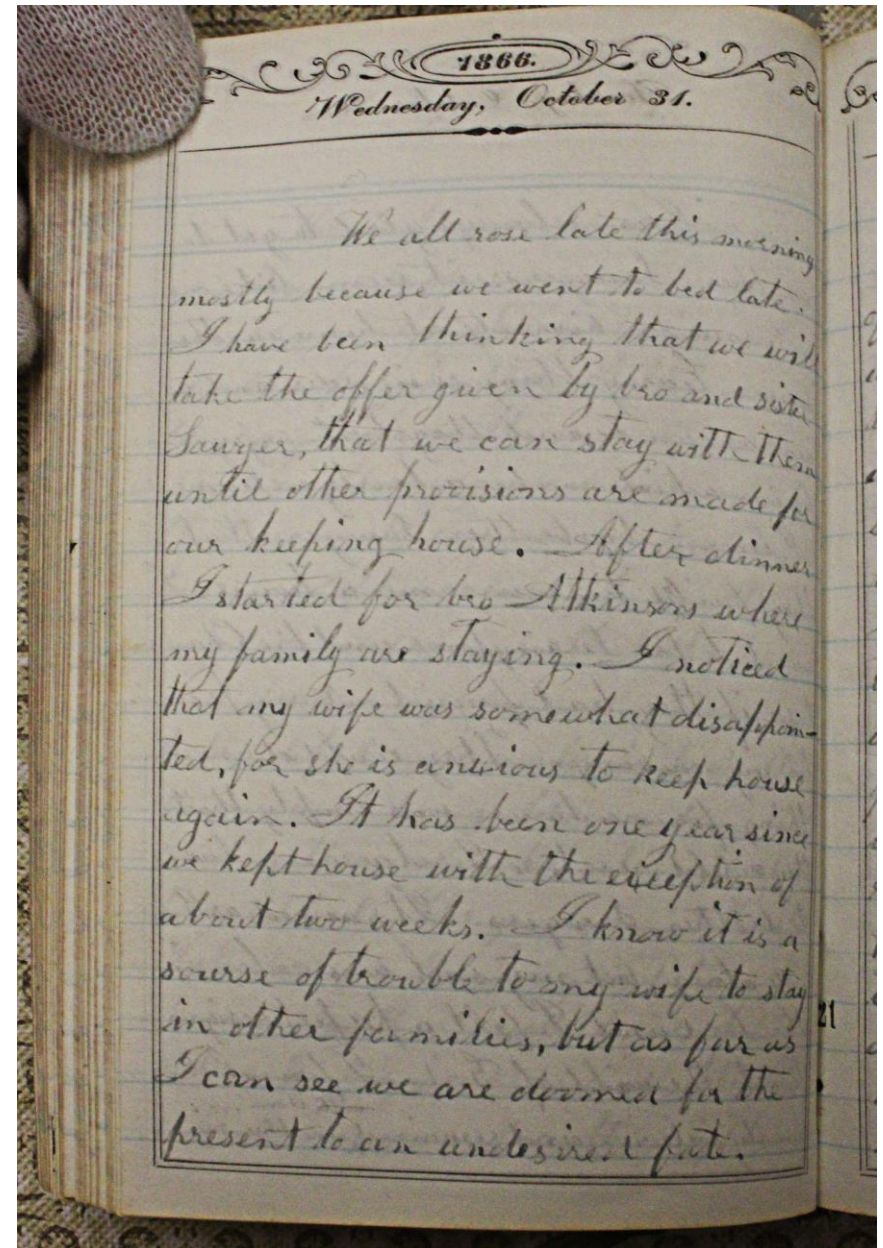 1866.
Wednesday, October 31.
We all rose late this morning
mostly because we went to bed late.
I have been thinking that we will
take the offer given by bro and sister
Sawyer, that we can stay with them
until other provisions are made for
our keeping house. After dinner
I started for bro Atkinsons where
my family are staying. I noticed
that my wife was somewhat disappoin-
ted, for she is anxious to keep house
again. It has been one year since
we kept house with the exception of
about two weeks. I know it is a
sourse of trouble to my wife to stay
in other families, but as far as
I can see we are doomed for the
present to an undesired fate.
21